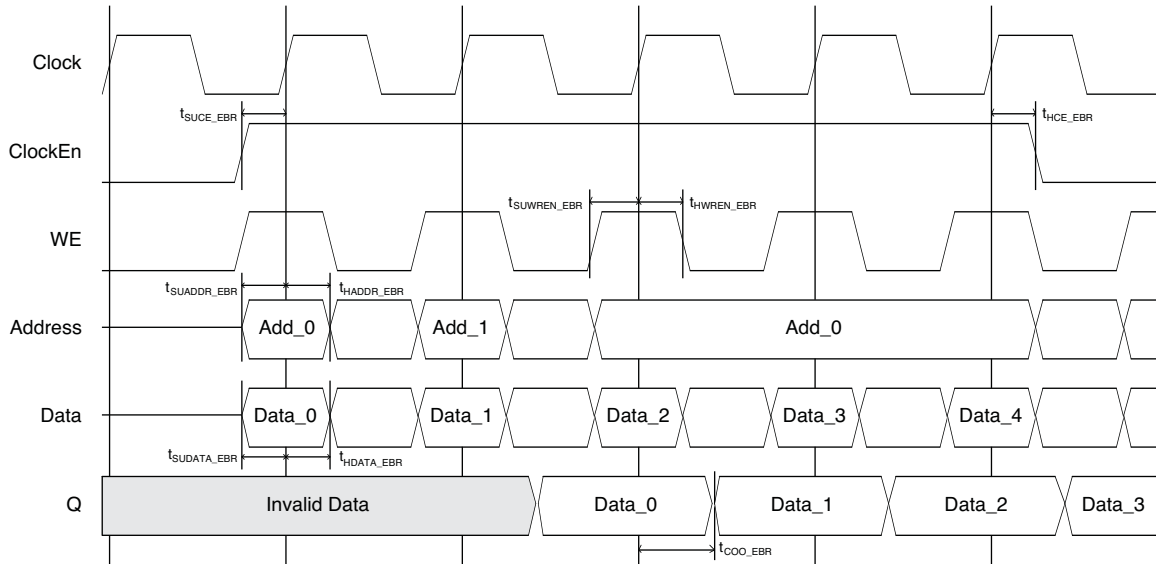 Clock
tSUCE_EBR
tHCE_EBR
ClockEn
tSUWREN_EBR
tHWREN_EBR
WE
tSUADDR_EBR
tHADDR_EBR
Address
Add_0
Add_1
Add_0
Data
Data_0
Data_1
Data_2
Data_3
Data_4
tSUDATA_EBR
tHDATA_EBR
Q
Invalid Data
Data_0
Data_1
Data_2
Data_3
tCOO_EBR